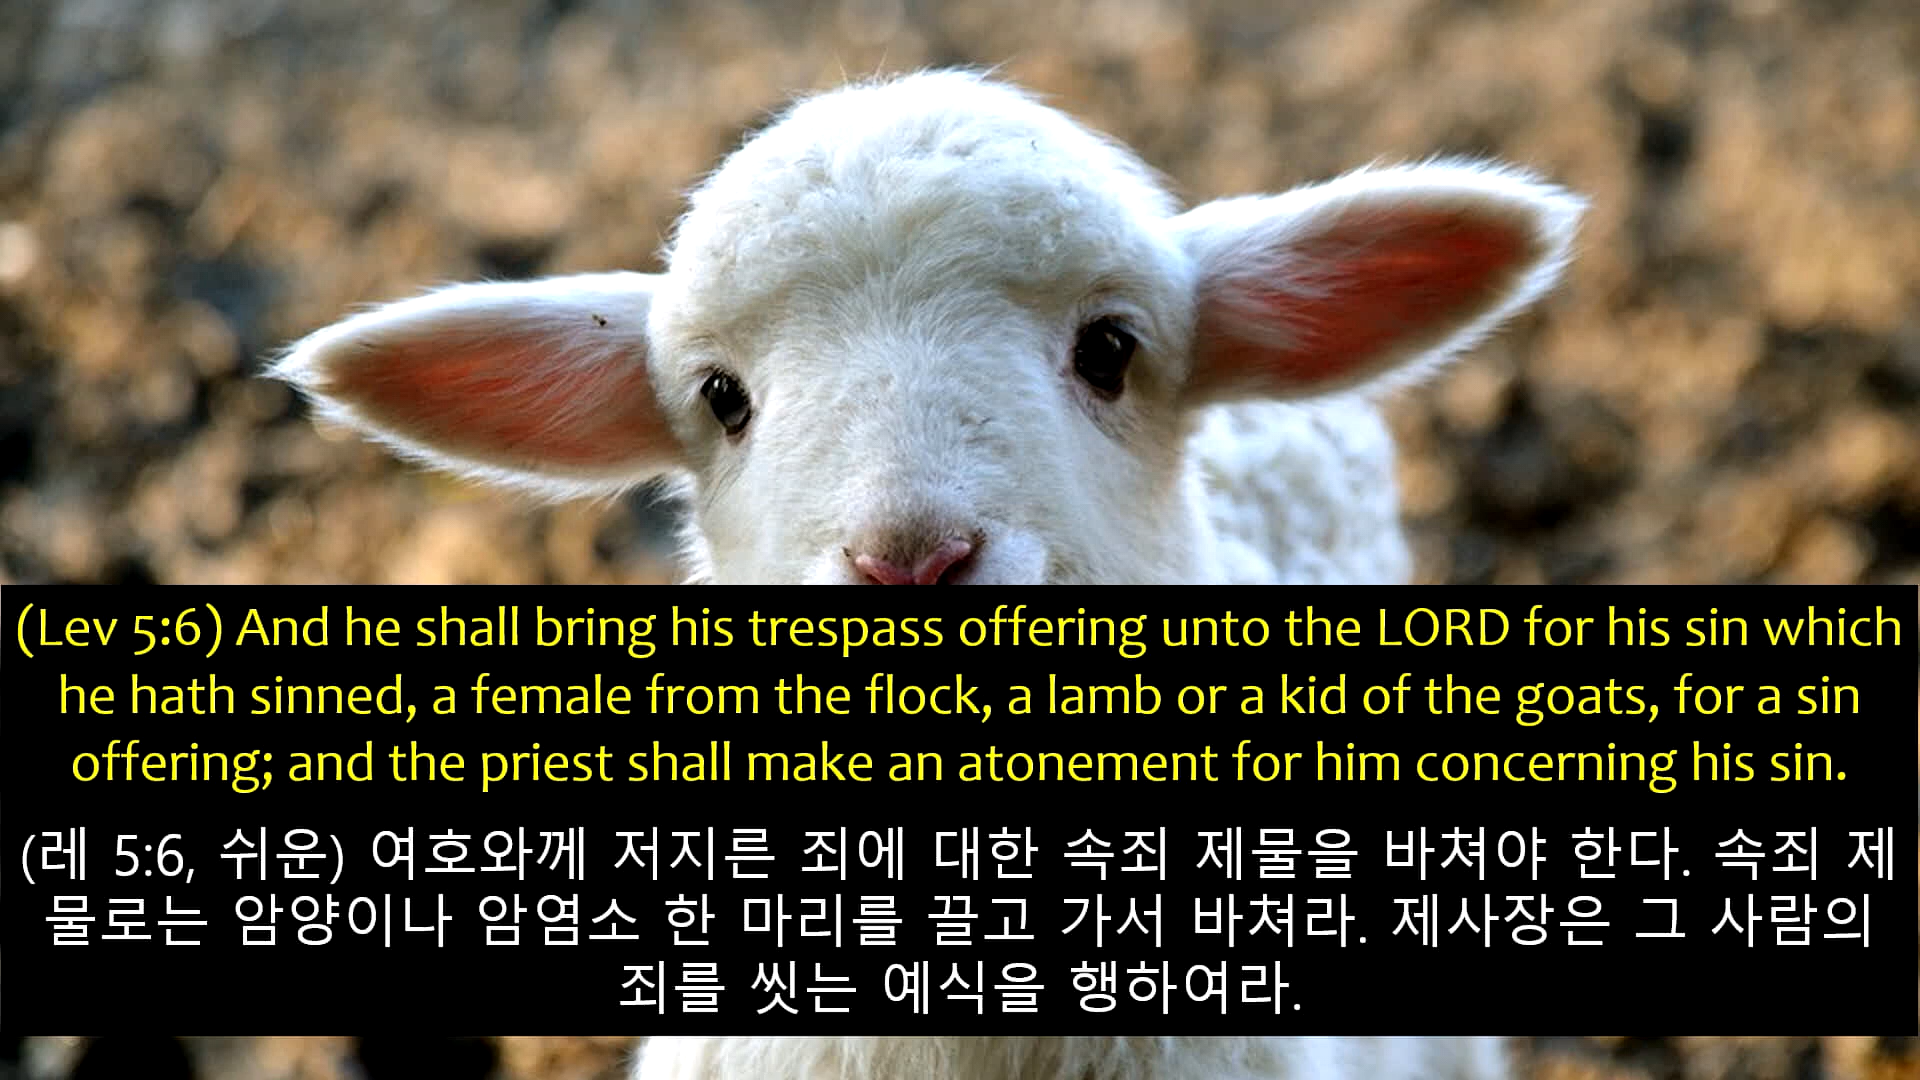 (Lev 5:6) And he shall bring his trespass offering unto the LORD for his sin which
he hath sinned, a female from the flock, a lamb or a kid of the goats, for a sin
offering; and the priest shall make an atonement for him concerning his sin.
(레 5:6, 쉬운) 여호와께 저지른 죄에 대한 속죄 제물을 바쳐야 한다. 속죄 제
물로는 암양이나 암염소 한 마리를 끌고 가서 바쳐라. 제사장은 그 사람의
죄를 씻는 예식을 행하여라.